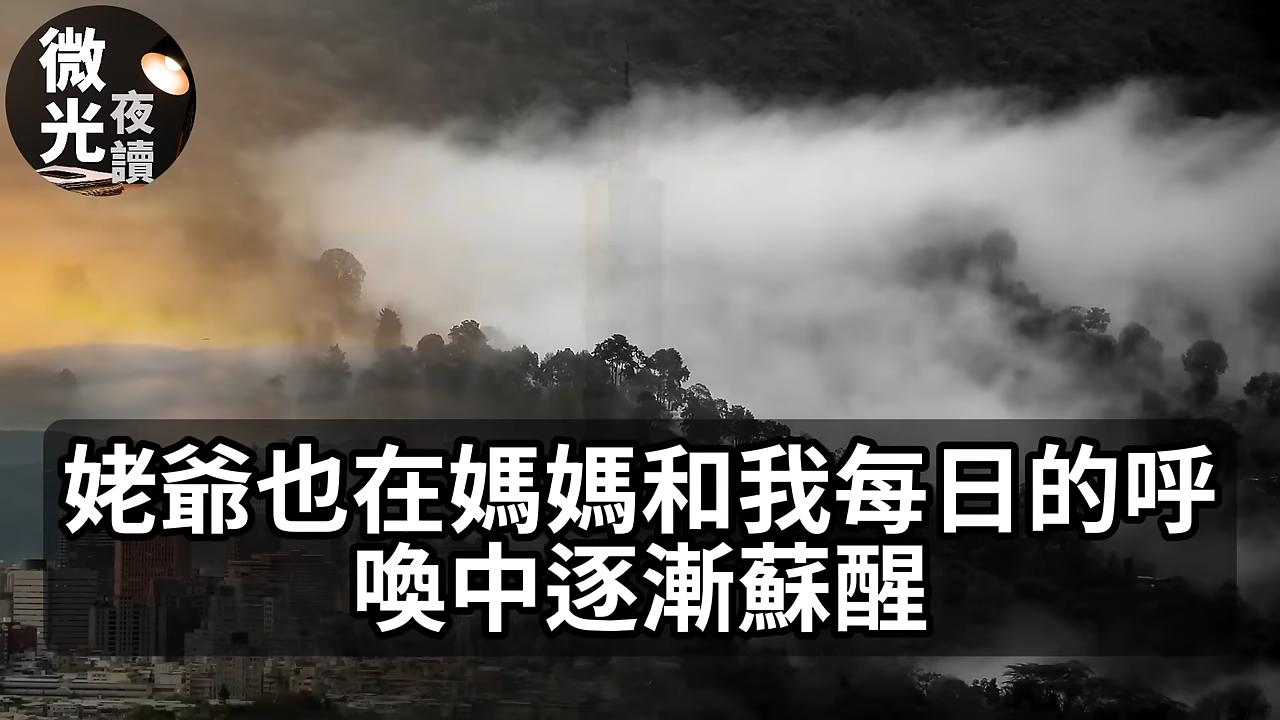 微光
夜讀
姥爺也在媽媽和我每日的呼
喚中逐漸蘇醒